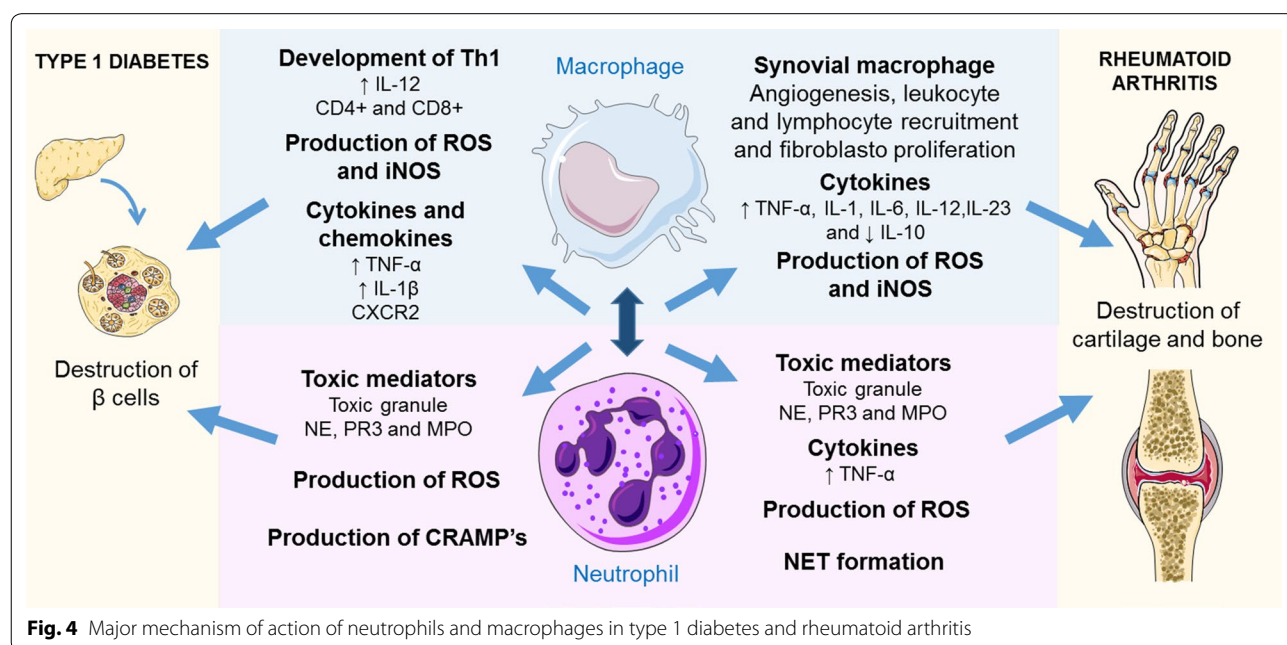 TYPE 1 DIABETES
Destruction of
β cells
Development of Th1
↑ IL-12
CD4+ and CD8+
Production of ROS
and iNOS
Cytokines and
chemokines
↑ TNF-α
↑ IL-1β
CXCR2
Macrophage
Synovial macrophage
Angiogenesis, leukocyte
and lymphocyte recruitment
and fibroblasto proliferation
Cytokines
↑ TNF-α, IL-1, IL-6, IL-12,IL-23
and ↓ IL-10
Production of ROS
and iNOS
Toxic mediators
Toxic granule
NE, PR3 and MPO
Production of ROS
Production of CRAMP's
Neutrophil
Toxic mediators
Toxic granule
NE, PR3 and MPO
Cytokines
↑ TNF-α
Production of ROS
NET formation
RHEUMATOID
ARTHRITIS
Destruction of
cartilage and bone
Fig. 4 Major mechanism of action of neutrophils and macrophages in type 1 diabetes and rheumatoid arthritis